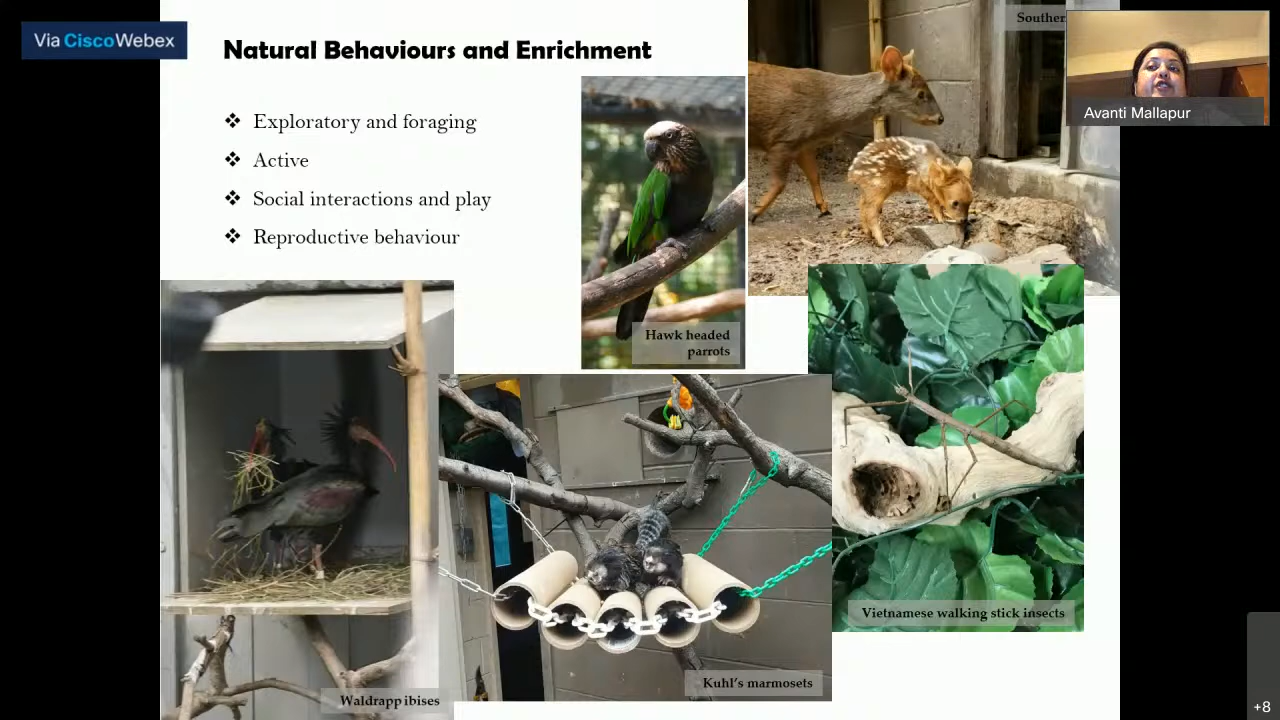 Via CiscoWebex
Natural Behaviours and Enrichment
Souther
Avanti Mallapur
❖ Exploratory and foraging
❖ Active
❖ Social interactions and play
❖ Reproductive behaviour
Hawk headed
parrots
Vietnamese walking stick insects
Kuhl's marmosets
Waldrapp ibises
+8